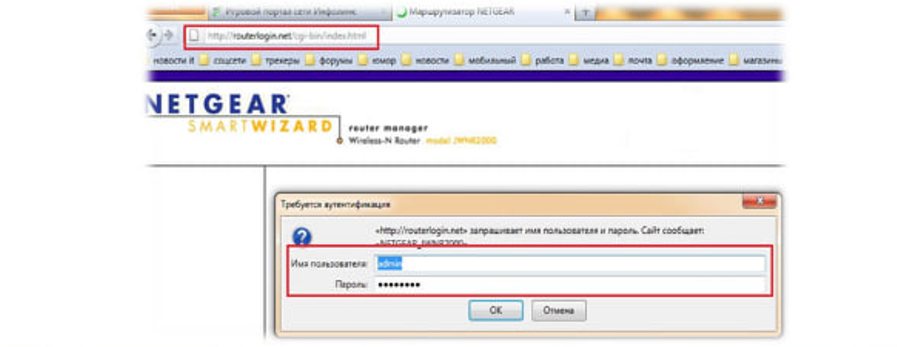 Игровой портал сети Инфолинк
Маршрутизатор NETGEAR
http://routerlogin.net/cgi-bin/index.html
новости it соцсети трекеры форумы юмор новости мобильный работа медиа почта оформление магазины
NETGEAR
SMARTWIZARD router manager
Wireless-N Router model JWNR2000
Требуется аутентификация
«http://routerlogin.net» запрашивает имя пользователя и пароль. Сайт сообщает:
«NETGEAR JWNR2000»
Имя пользователя: admin
Пароль: ••••••••
OK Отмена